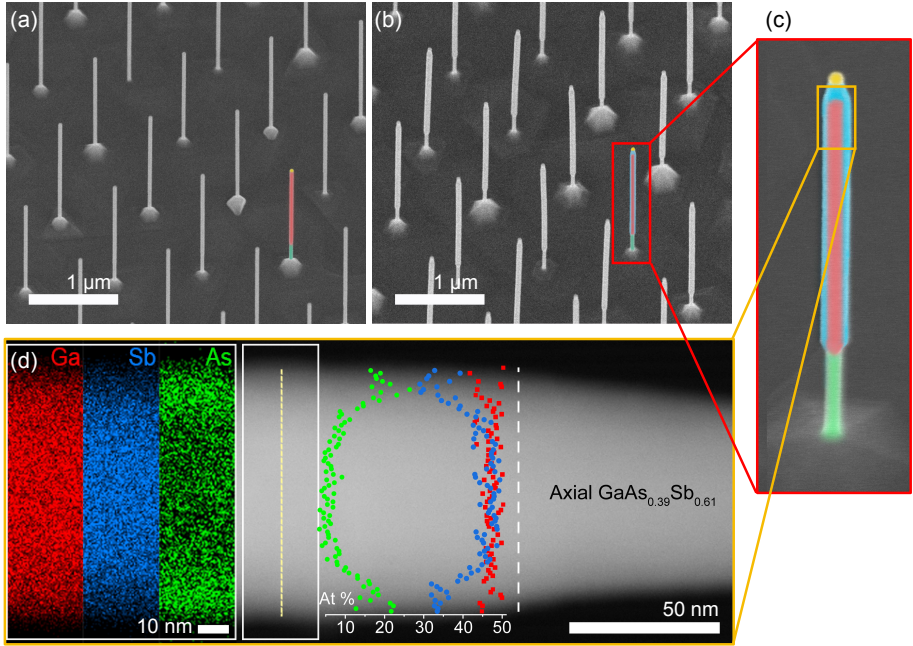 (a)
(b)
(c)
1 µm
1 µm
(d)
Ga
Sb
As
Axial GaAs0.39Sb0.61
At %
10 20 30 40 50
10 nm
50 nm